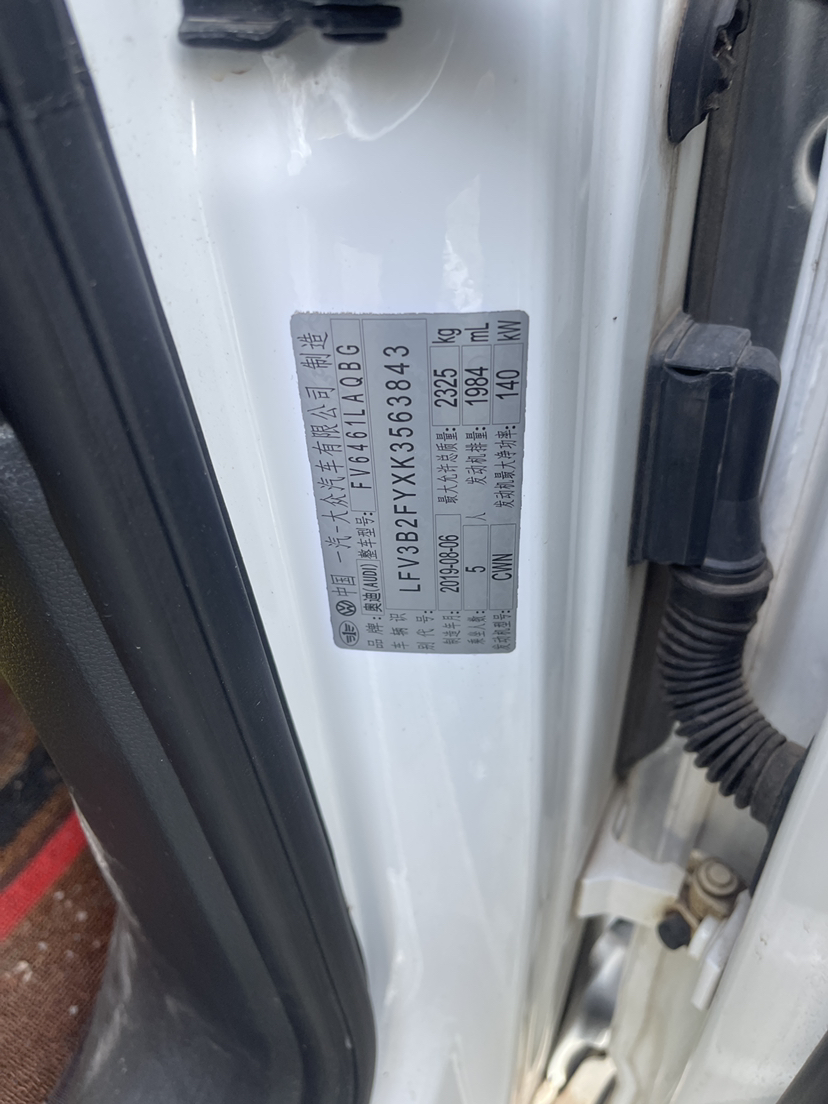 中国 一汽-大众汽车有限公司 制造
品牌: 奥迪(AUDI) 整车型号: FV6461LAQBG
车辆识别代号: LFV3B2FYXK3563843
制造年月: 2019-08-06 最大允许总质量: 2325 kg
乘坐人数: 5 人 发动机排量: 1984 mL
发动机型号: CWN 发动机最大净功率: 140 kW